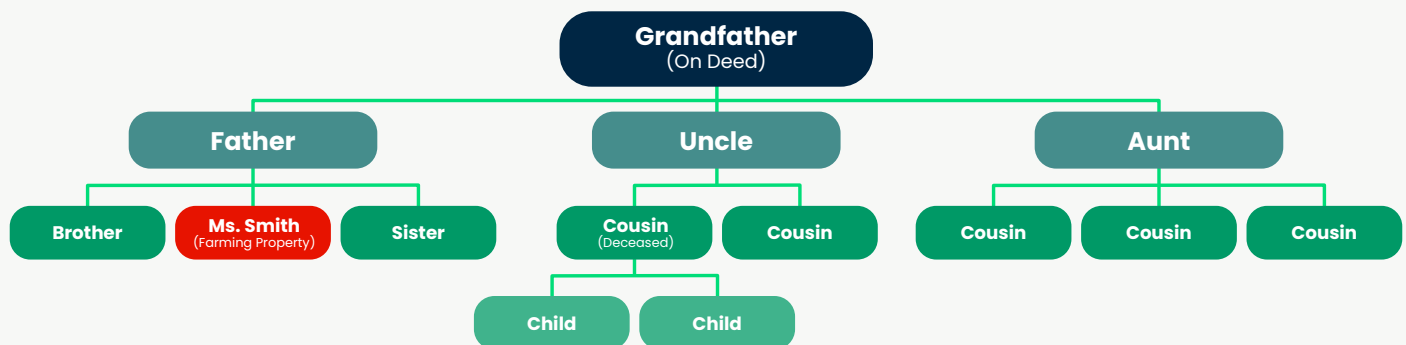 Grandfather
(On Deed)
Father
Uncle
Aunt
Brother
Ms. Smith
(Farming Property)
Sister
Cousin
(Deceased)
Cousin
Cousin
Cousin
Cousin
Child
Child